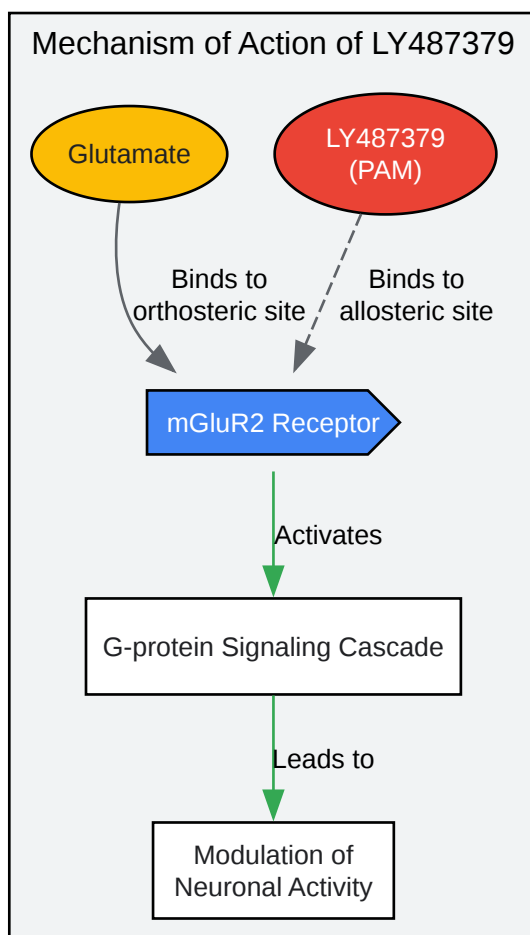 Mechanism of Action of LY487379
Glutamate
LY487379
(PAM)
Binds to
orthosteric site
Binds to
allosteric site
mGluR2 Receptor
Activates
G-protein Signaling Cascade
Leads to
Modulation of
Neuronal Activity